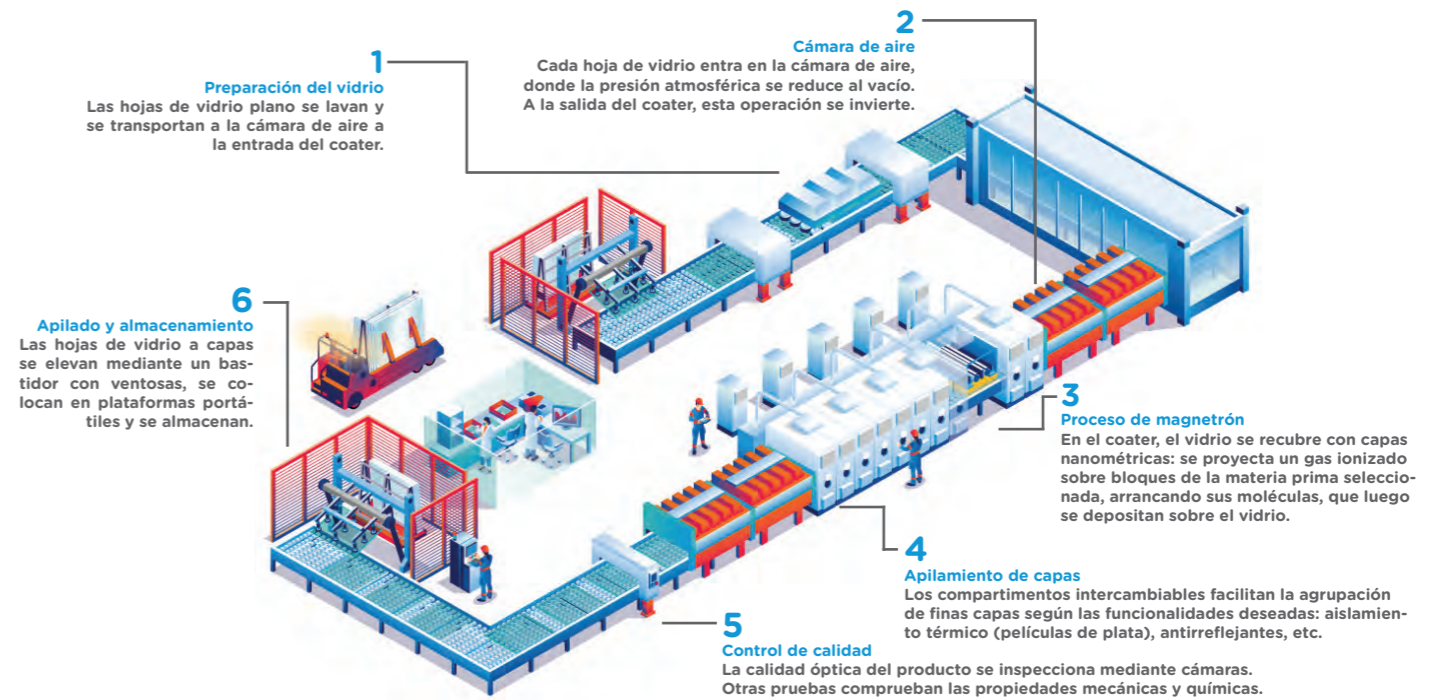 1
Preparación del vidrio
Las hojas de vidrio plano se lavan y
se transportan a la cámara de aire a
la entrada del coater.
2
Cámara de aire
Cada hoja de vidrio entra en la cámara de aire,
donde la presión atmosférica se reduce al vacío.
A la salida del coater, esta operación se invierte.
3
Proceso de magnetrón
En el coater, el vidrio se recubre con capas
nanométricas: se proyecta un gas ionizado
sobre bloques de la materia prima seleccio-
nada, arrancando sus moléculas, que luego
se depositan sobre el vidrio.
4
Apilamiento de capas
Los compartimentos intercambiables facilitan la agrupación
de finas capas según las funcionalidades deseadas: aislamien-
to térmico (películas de plata), antirreflejantes, etc.
5
Control de calidad
La calidad óptica del producto se inspecciona mediante cámaras.
Otras pruebas comprueban las propiedades mecánicas y químicas.
6
Apilado y almacenamiento
Las hojas de vidrio a capas
se elevan mediante un bas-
tidor con ventosas, se co-
locan en plataformas portá-
tiles y se almacenan.